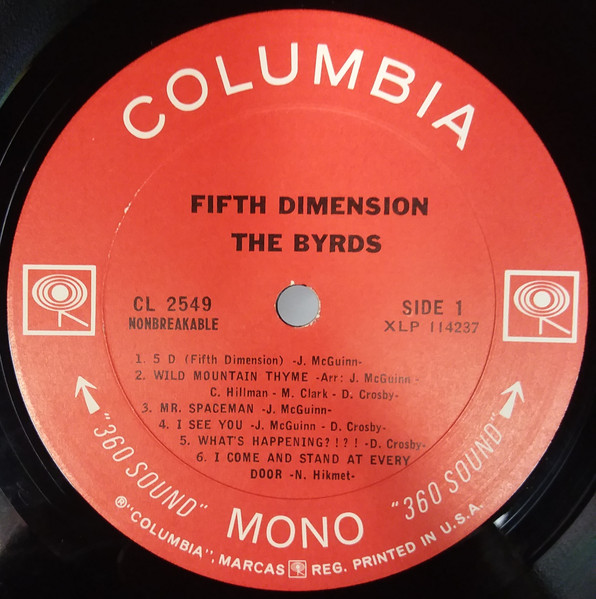 COLUMBIA
FIFTH DIMENSION
THE BYRDS
CL 2549
NONBREAKABLE
SIDE 1
XLP 114237
1. 5 D (Fifth Dimension) -J. McGuinn-
2. WILD MOUNTAIN THYME -Arr: J. McGuinn -
C. Hillman - M. Clark - D. Crosby-
3. MR. SPACEMAN -J. McGuinn-
4. I SEE YOU -J. McGuinn - D. Crosby-
5. WHAT'S HAPPENING?!?! -D. Crosby-
6. I COME AND STAND AT EVERY
DOOR -N. Hikmet-
"360 SOUND"
MONO
"360 SOUND"
®"COLUMBIA", MARCAS REG. PRINTED IN U.S.A.